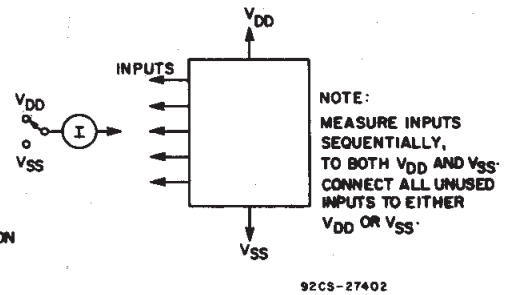 VDD
INPUTS
VDD
I
VSS
NOTE:
MEASURE INPUTS
SEQUENTIALLY,
TO BOTH VDD AND VSS.
CONNECT ALL UNUSED
INPUTS TO EITHER
VDD OR VSS.
ON
VSS
92CS-27402